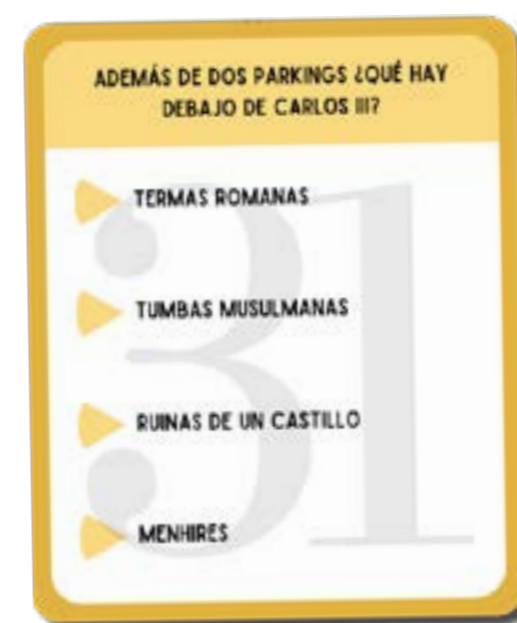 ADEMÁS DE DOS PARKINGS ¿QUÉ HAY
DEBAJO DE CARLOS III?
TERMAS ROMANAS
TUMBAS MUSULMANAS
RUINAS DE UN CASTILLO
MENHIRES
31